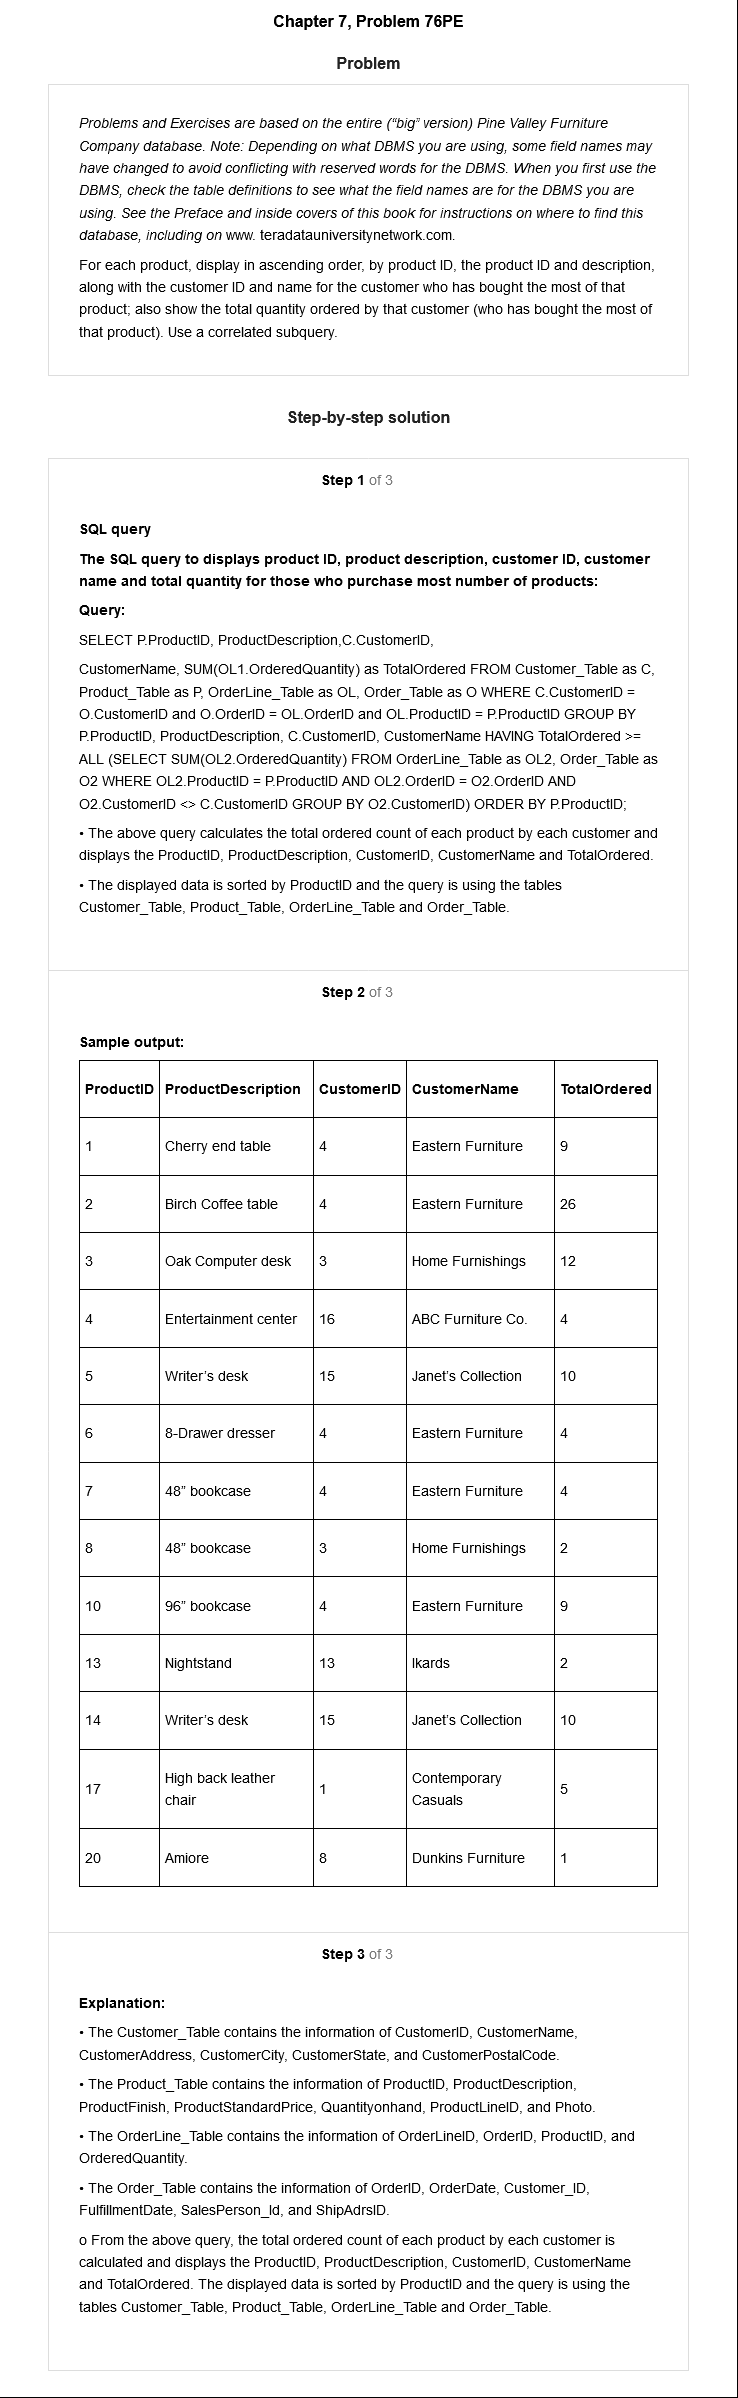 Chapter 7, Problem 76PE
Problem
Problems and Exercises are based on the entire (“big” version) Pine Valley Furniture
Company database. Note: Depending on what DBMS you are using, some field names may
have changed to avoid conflicting with reserved words for the DBMS. When you first use the
DBMS, check the table definitions to see what the field names are for the DBMS you are
using. See the Preface and inside covers of this book for instructions on where to find this
database, including on www. teradatauniversitynetwork.com.
For each product, display in ascending order, by product ID, the product ID and description,
along with the customer ID and name for the customer who has bought the most of that
product; also show the total quantity ordered by that customer (who has bought the most of
that product). Use a correlated subquery.
Step-by-step solution
Step 1 of 3
SQL query
The SQL query to displays product ID, product description, customer ID, customer
name and total quantity for those who purchase most number of products:
Query:
SELECT P.ProductID, ProductDescription,C.CustomerID,
CustomerName, SUM(OL1.OrderedQuantity) as TotalOrdered FROM Customer_Table as C,
Product_Table as P, OrderLine_Table as OL, Order_Table as O WHERE C.CustomerID =
O.CustomerID and O.OrderID = OL.OrderID and OL.ProductID = P.ProductID GROUP BY
P.ProductID, ProductDescription, C.CustomerID, CustomerName HAVING TotalOrdered >=
ALL (SELECT SUM(OL2.OrderedQuantity) FROM OrderLine_Table as OL2, Order_Table as
O2 WHERE OL2.ProductID = P.ProductID AND OL2.OrderID = O2.OrderID AND
O2.CustomerID <> C.CustomerID GROUP BY O2.CustomerID) ORDER BY P.ProductID;
• The above query calculates the total ordered count of each product by each customer and
displays the ProductID, ProductDescription, CustomerID, CustomerName and TotalOrdered.
• The displayed data is sorted by ProductID and the query is using the tables
Customer_Table, Product_Table, OrderLine_Table and Order_Table.
Step 2 of 3
Sample output:
ProductID ProductDescription CustomerID CustomerName TotalOrdered
1 Cherry end table 4 Eastern Furniture 9
2 Birch Coffee table 4 Eastern Furniture 26
3 Oak Computer desk 3 Home Furnishings 12
4 Entertainment center 16 ABC Furniture Co. 4
5 Writer’s desk 15 Janet’s Collection 10
6 8-Drawer dresser 4 Eastern Furniture 4
7 48” bookcase 4 Eastern Furniture 4
8 48” bookcase 3 Home Furnishings 2
10 96” bookcase 4 Eastern Furniture 9
13 Nightstand 13 Ikards 2
14 Writer’s desk 15 Janet’s Collection 10
17 High back leather chair 1 Contemporary Casuals 5
20 Amiore 8 Dunkins Furniture 1
Step 3 of 3
Explanation:
• The Customer_Table contains the information of CustomerID, CustomerName,
CustomerAddress, CustomerCity, CustomerState, and CustomerPostalCode.
• The Product_Table contains the information of ProductID, ProductDescription,
ProductFinish, ProductStandardPrice, Quantityonhand, ProductLineID, and Photo.
• The OrderLine_Table contains the information of OrderLineID, OrderID, ProductID, and
OrderedQuantity.
• The Order_Table contains the information of OrderID, OrderDate, Customer_ID,
FulfillmentDate, SalesPerson_Id, and ShipAdrsID.
o From the above query, the total ordered count of each product by each customer is
calculated and displays the ProductID, ProductDescription, CustomerID, CustomerName
and TotalOrdered. The displayed data is sorted by ProductID and the query is using the
tables Customer_Table, Product_Table, OrderLine_Table and Order_Table.